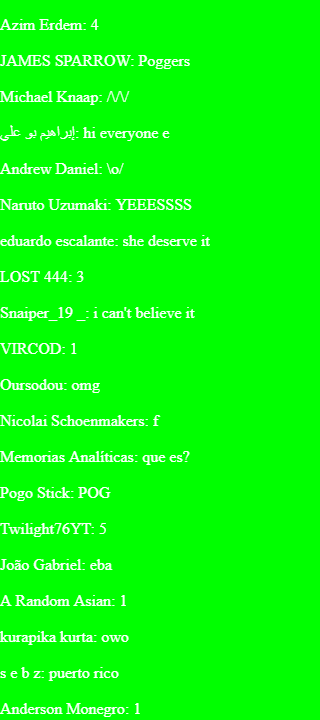 Azim Erdem: 4
JAMES SPARROW: Poggers
Michael Knaap: /\/\/
إبراهيم بو علي: hi everyone e
Andrew Daniel: \o/
Naruto Uzumaki: YEEESSSS
eduardo escalante: she deserve it
LOST 444: 3
Snaiper_19 _: i can't believe it
VIRCOD: 1
Oursodou: omg
Nicolai Schoenmakers: f
Memorias Analíticas: que es?
Pogo Stick: POG
Twilight76YT: 5
João Gabriel: eba
A Random Asian: 1
kurapika kurta: owo
s e b z: puerto rico
Anderson Monegro: 1